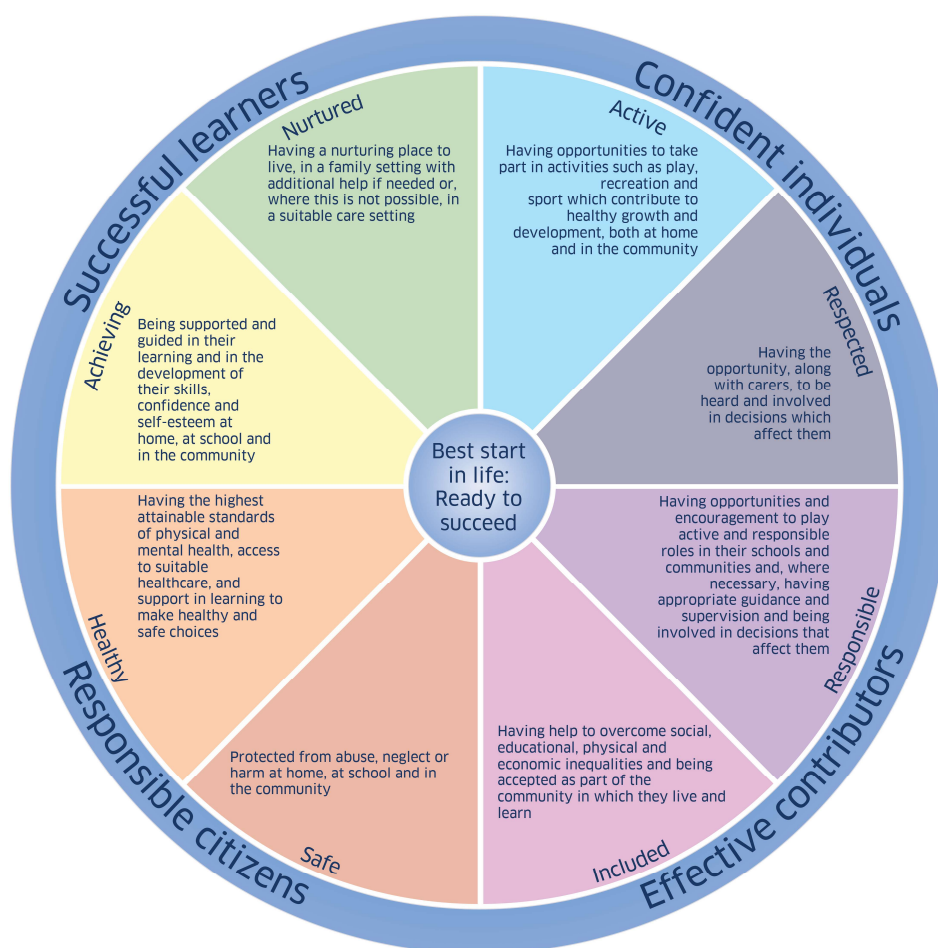 Successful learners
Confident individuals
Nurtured
Having a nurturing place to
live, in a family setting with
additional help if needed or,
where this is not possible, in
a suitable care setting
Active
Having opportunities to take
part in activities such as play,
recreation and
sport which contribute to
healthy growth and
development, both at home
and in the community
Achieving
Being supported and
guided in their
learning and in the
development of
their skills,
confidence and
self-esteem at
home, at school and
in the community
Respected
Having the
opportunity, along
with carers, to be
heard and involved
in decisions which
affect them
Best start
in life:
Ready to
succeed
Healthy
Having the highest
attainable standards
of physical and
mental health, access
to suitable
healthcare, and
support in learning to
make healthy and
safe choices
Responsible
Having opportunities and
encouragement to play
active and responsible
roles in their schools and
communities and, where
necessary, having
appropriate guidance and
supervision and being
involved in decisions that
affect them
Safe
Protected from abuse, neglect or
harm at home, at school and in
the community
Included
Having help to overcome social,
educational, physical and
economic inequalities and being
accepted as part of the
community in which they live and
learn
Responsible citizens
Effective contributors